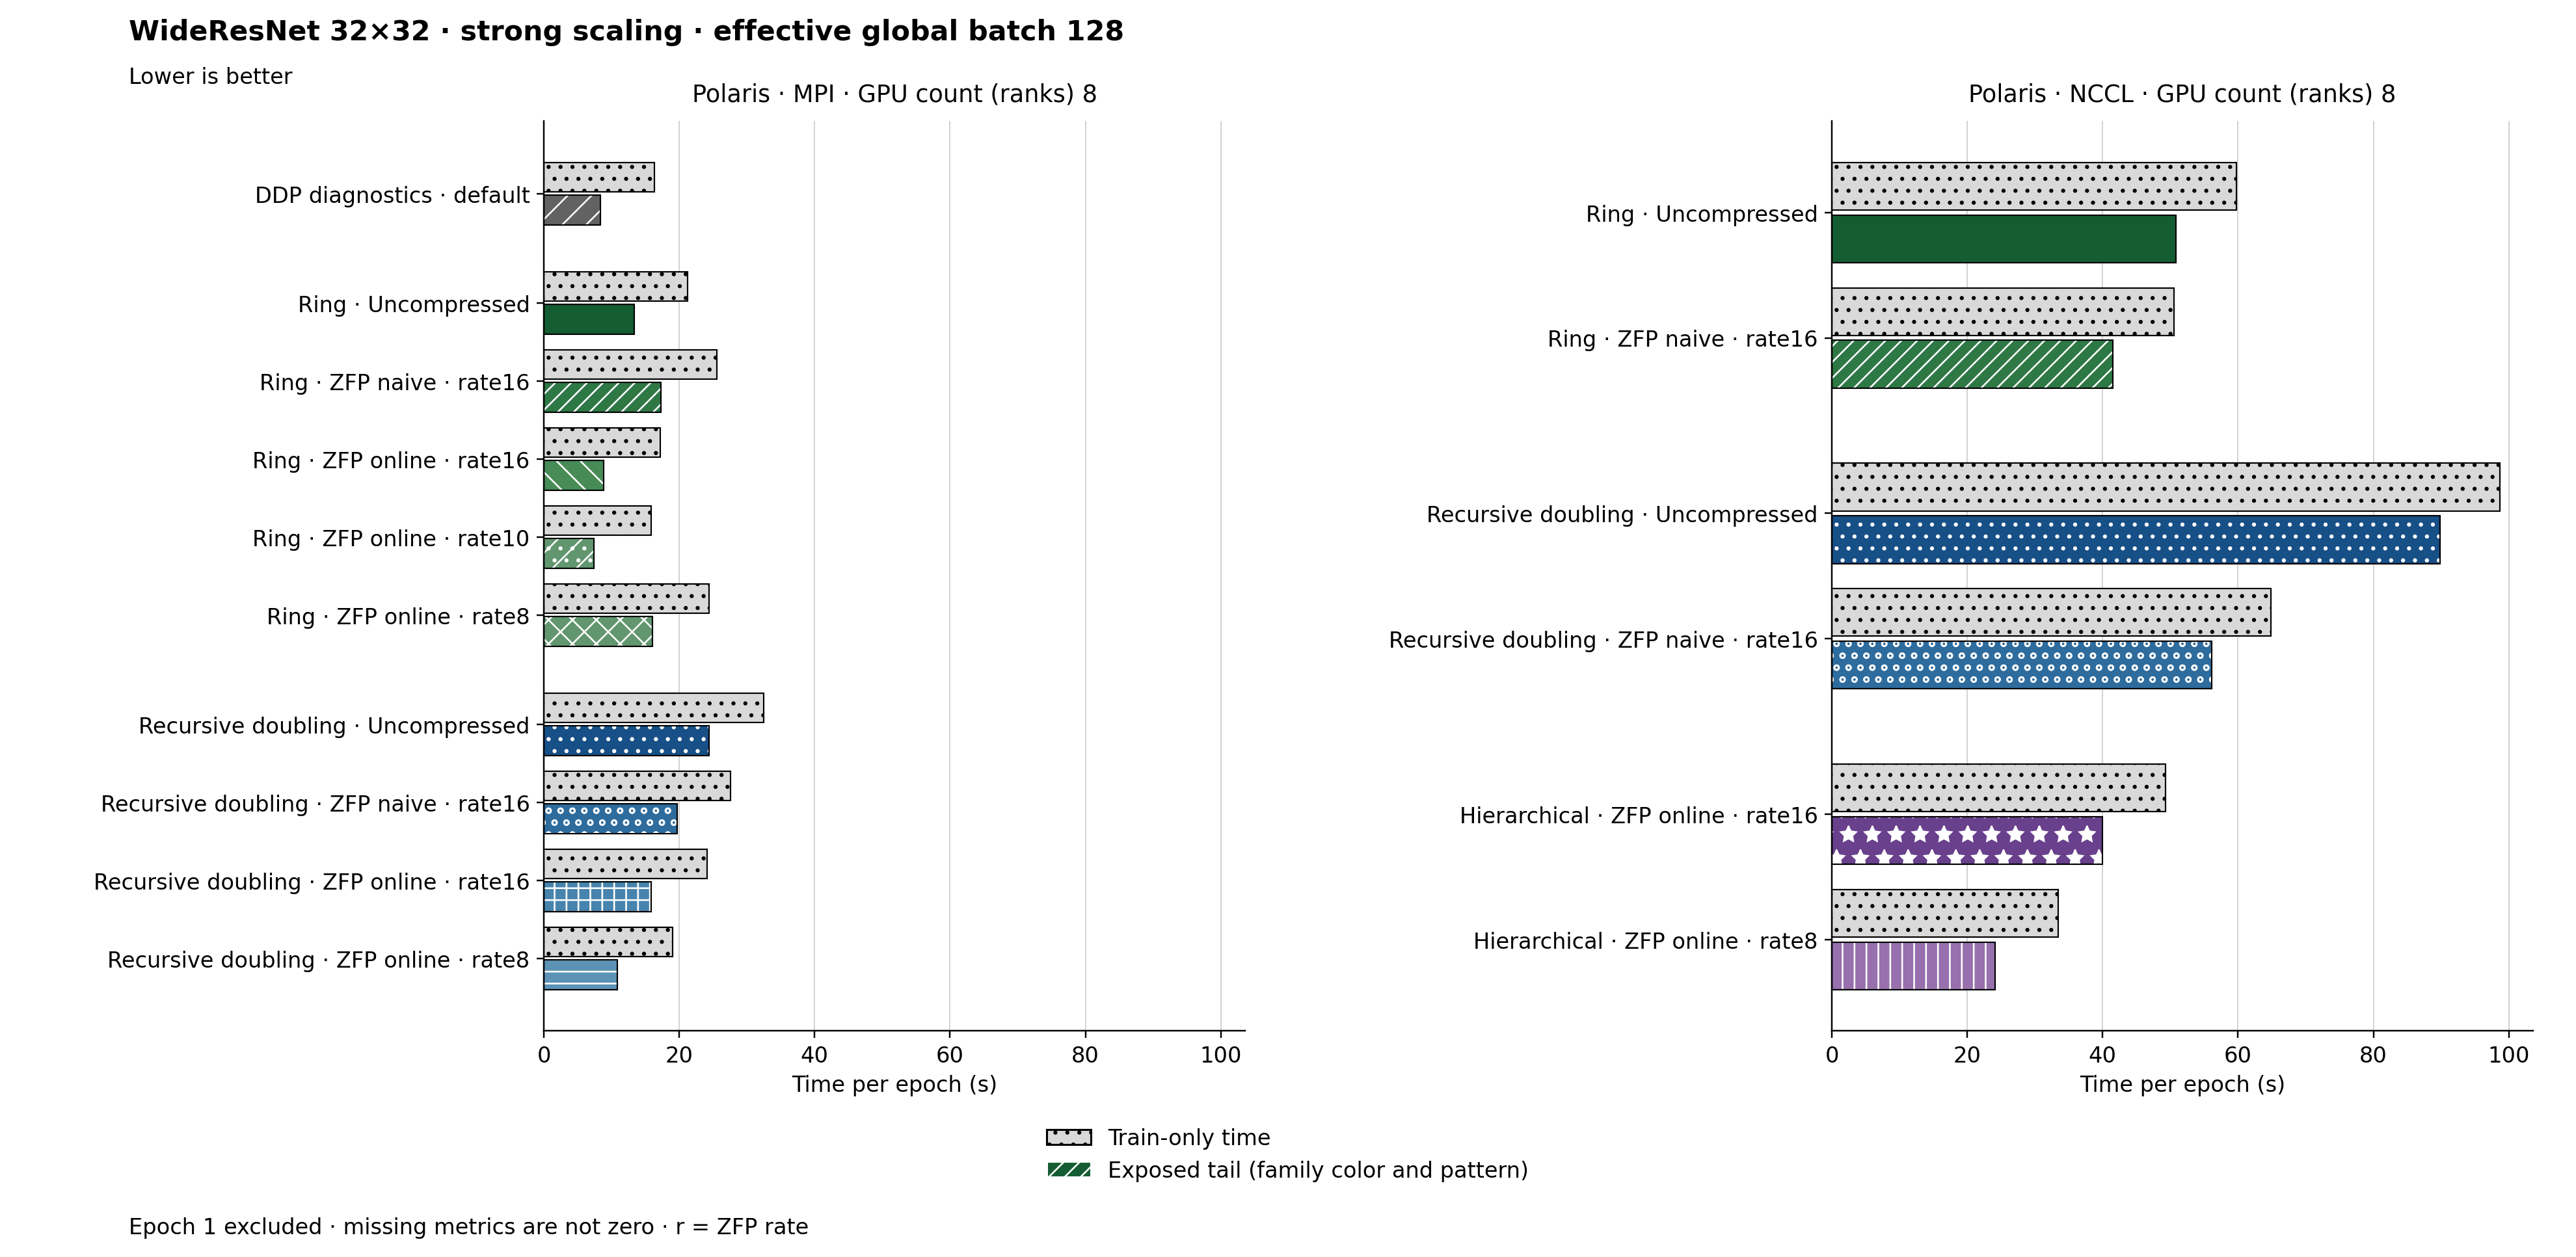 WideResNet 32×32 · strong scaling · effective global batch 128
Lower is better
Polaris · MPI · GPU count (ranks) 8
DDP diagnostics · default
Ring · Uncompressed
Ring · ZFP naive · rate16
Ring · ZFP online · rate16
Ring · ZFP online · rate10
Ring · ZFP online · rate8
Recursive doubling · Uncompressed
Recursive doubling · ZFP naive · rate16
Recursive doubling · ZFP online · rate16
Recursive doubling · ZFP online · rate8
0 20 40 60 80 100
Time per epoch (s)
Polaris · NCCL · GPU count (ranks) 8
Ring · Uncompressed
Ring · ZFP naive · rate16
Recursive doubling · Uncompressed
Recursive doubling · ZFP naive · rate16
Hierarchical · ZFP online · rate16
Hierarchical · ZFP online · rate8
0 20 40 60 80 100
Time per epoch (s)
Train-only time
Exposed tail (family color and pattern)
Epoch 1 excluded · missing metrics are not zero · r = ZFP rate